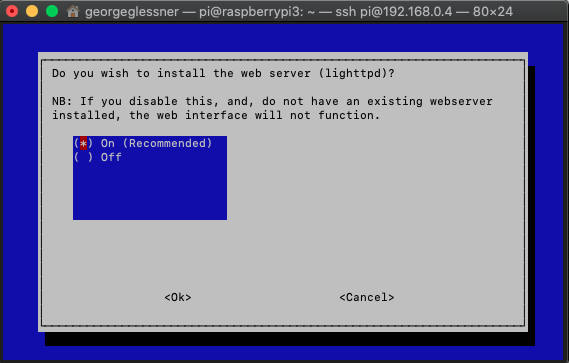 georgeglessner — pi@raspberrypi3: ~ — ssh pi@192.168.0.4 — 80×24
Do you wish to install the web server (lighttpd)?
NB: If you disable this, and, do not have an existing webserver
installed, the web interface will not function.
(*) On (Recommended)
( ) Off
<Ok> <Cancel>